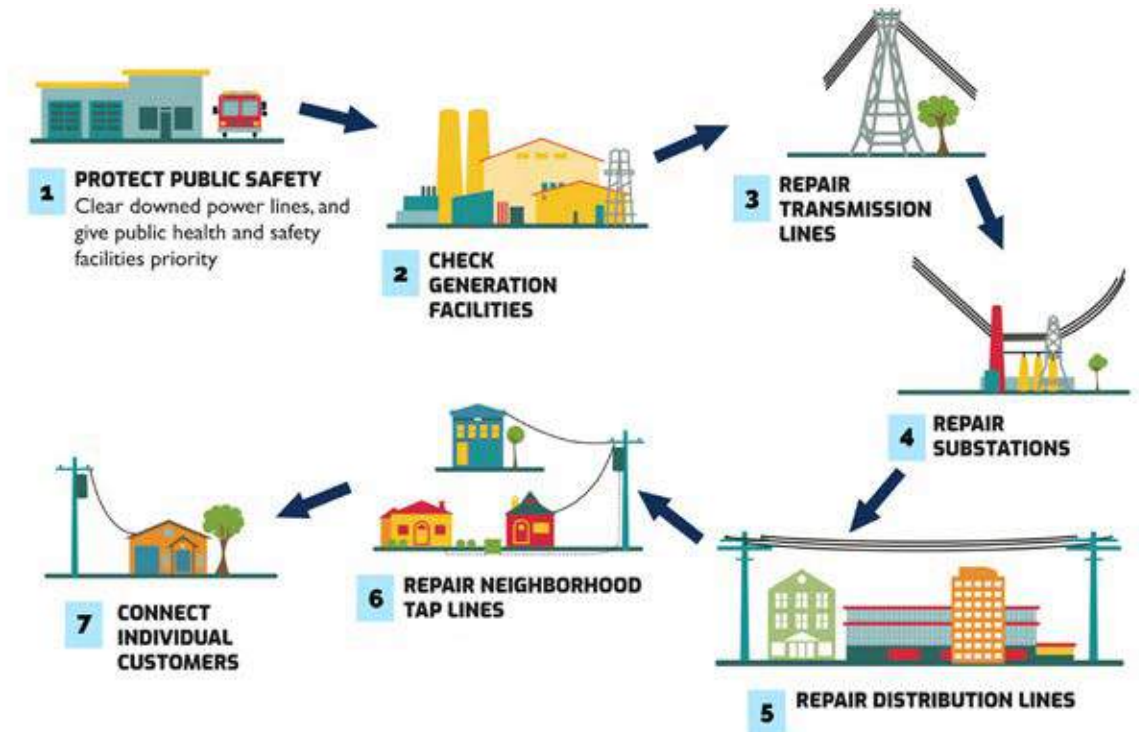 1 PROTECT PUBLIC SAFETY
Clear downed power lines, and
give public health and safety
facilities priority
2 CHECK
GENERATION
FACILITIES
3 REPAIR
TRANSMISSION
LINES
4 REPAIR
SUBSTATIONS
5 REPAIR DISTRIBUTION LINES
6 REPAIR NEIGHBORHOOD
TAP LINES
7 CONNECT
INDIVIDUAL
CUSTOMERS